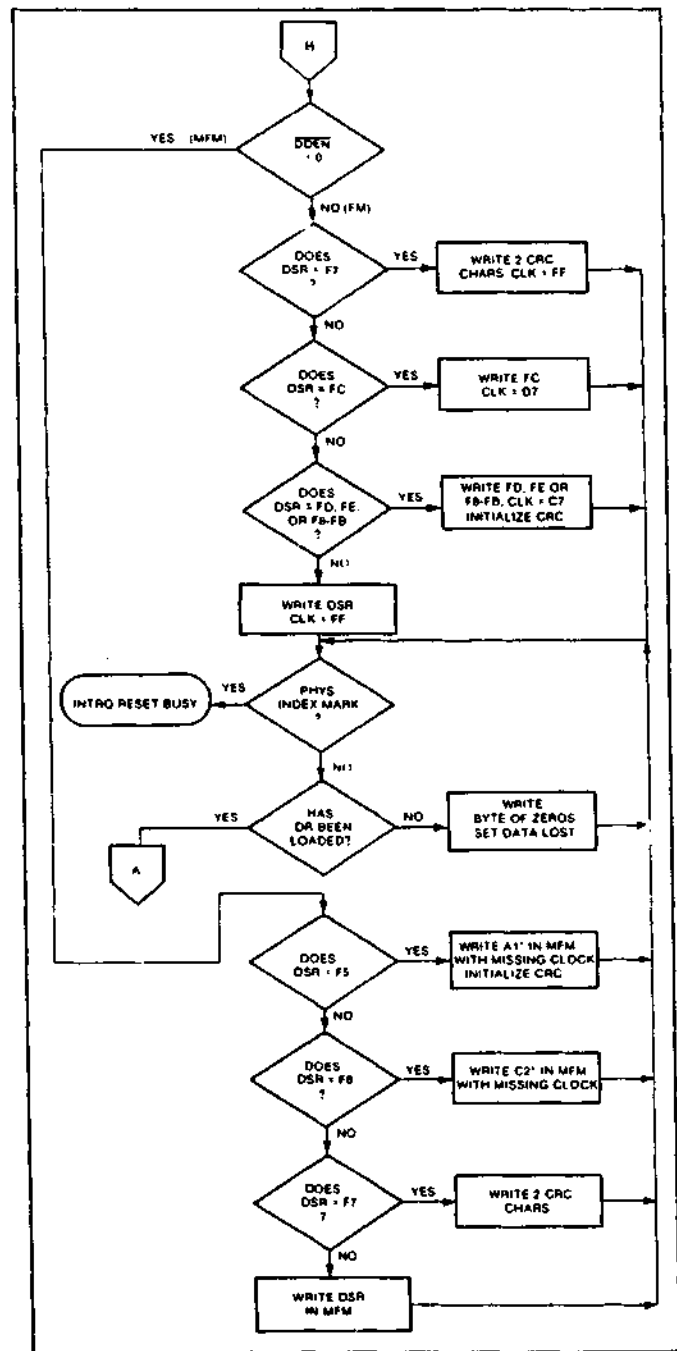 H
YES (MFM)
DDEN
= 0
NO (FM)
DOES
DSR = F7
?
YES
WRITE 2 CRC
CHARS. CLK = FF
NO
DOES
DSR = FC
?
YES
WRITE FC
CLK = D7
NO
DOES
DSR = FD, FE,
OR F8-FB
?
YES
WRITE FD, FE OR
F8-FB, CLK = C7
INITIALIZE CRC
NO
WRITE DSR
CLK = FF
PHYS
INDEX MARK
?
YES
INTRQ RESET BUSY
NO
HAS
DR BEEN
LOADED?
YES
A
NO
WRITE
BYTE OF ZEROS
SET DATA LOST
DOES
DSR = F5
YES
WRITE A1* IN MFM
WITH MISSING CLOCK
INITIALIZE CRC
NO
DOES
DSR = F6
?
YES
WRITE C2* IN MFM
WITH MISSING CLOCK
NO
DOES
DSR = F7
?
YES
WRITE 2 CRC
CHARS
NO
WRITE DSR
IN MFM